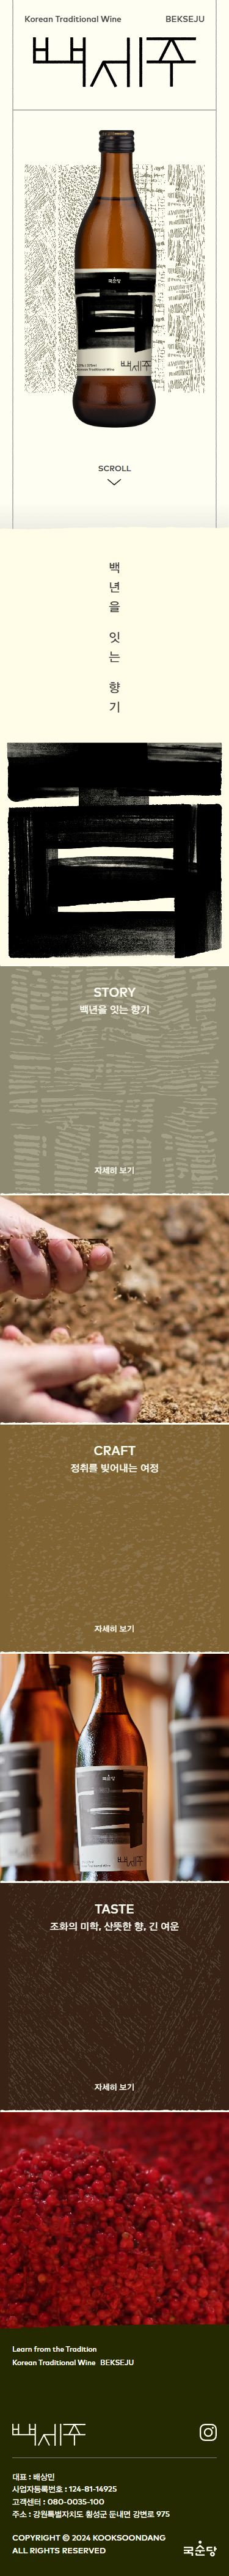 Korean Traditional Wine
BEKSEJU
백세주
국순당
Korean Traditional Wine
백세주
SCROLL
백년을 잇는 향기
STORY
백년을 잇는 향기
자세히 보기
CRAFT
정취를 빚어내는 여정
자세히 보기
국순당
백세주
TASTE
조화의 미학, 산뜻한 향, 긴 여운
자세히 보기
Learn from the Tradition
Korean Traditional Wine BEKSEJU
백세주
대표 : 배상민
사업자등록번호 : 124-81-14925
고객센터 : 080-0035-100
주소 : 강원특별자치도 횡성군 둔내면 강변로 975
COPYRIGHT © 2024 KOOKSOONDANG
ALL RIGHTS RESERVED
국순당